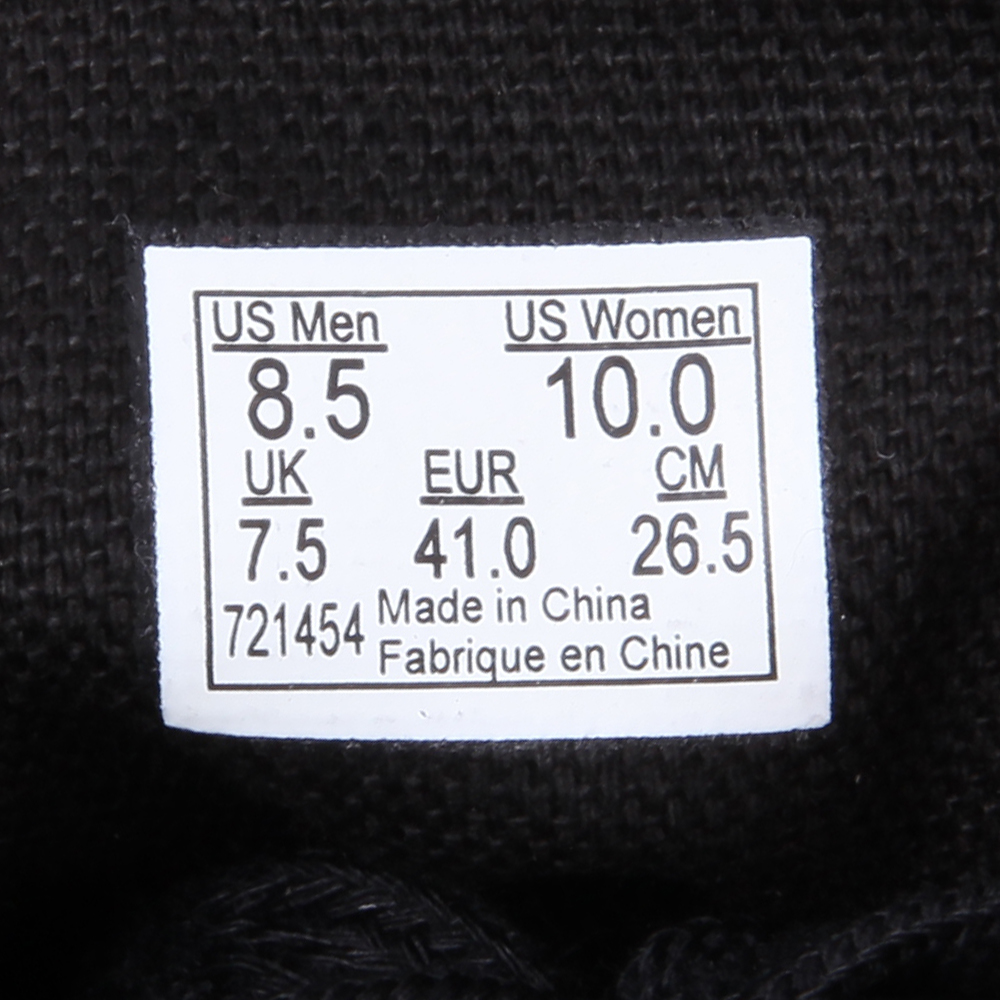 US Men US Women
8.5 10.0
UK EUR CM
7.5 41.0 26.5
721454 Made in China
Fabrique en Chine